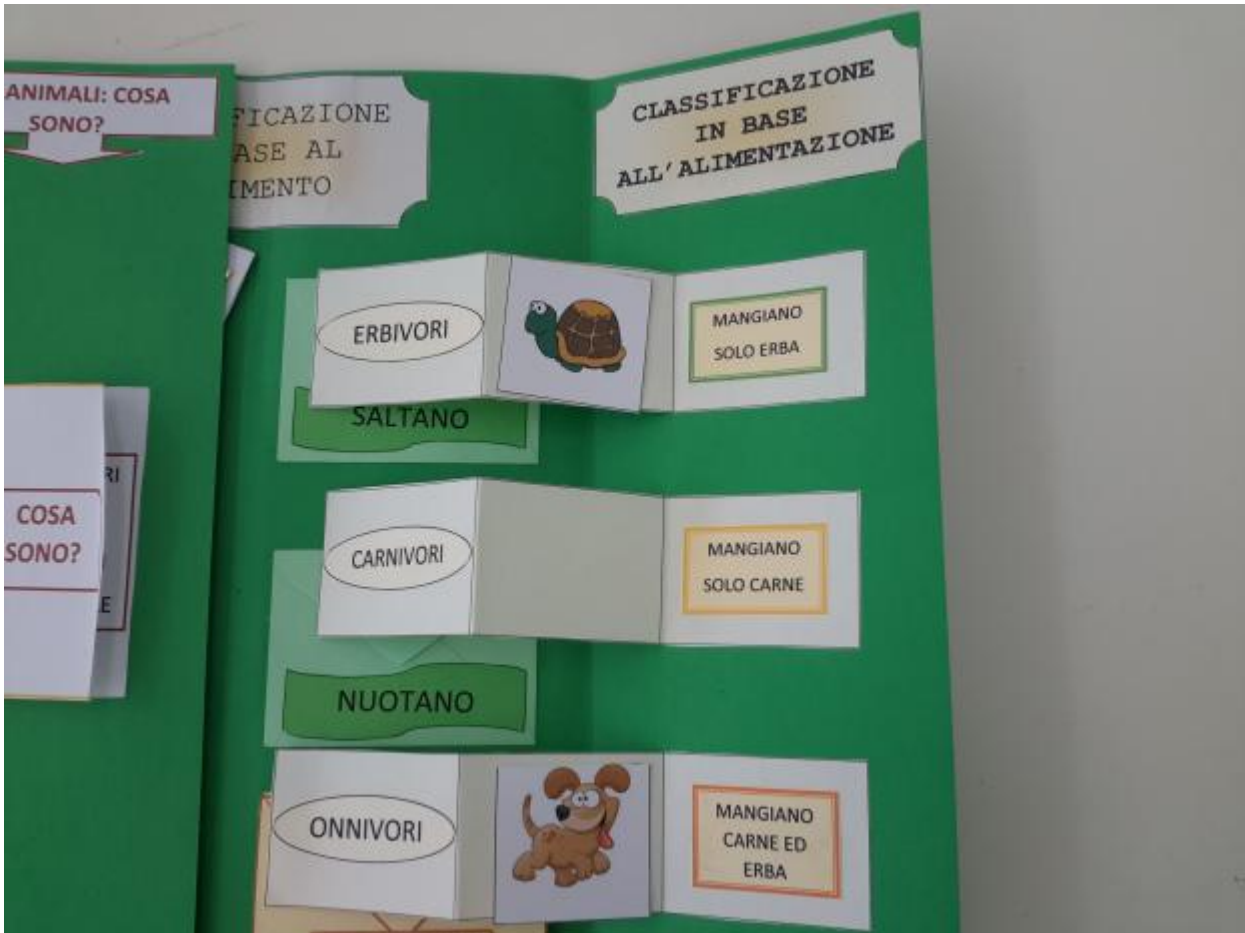 ANIMALI: COSA
SONO?
FICAZIONE
ASE AL
IMENTO
CLASSIFICAZIONE
IN BASE
ALL'ALIMENTAZIONE
ERBIVORI
MANGIANO
SOLO ERBA
SALTANO
COSA
SONO?
RI
E
CARNIVORI
MANGIANO
SOLO CARNE
NUOTANO
ONNIVORI
MANGIANO
CARNE ED
ERBA